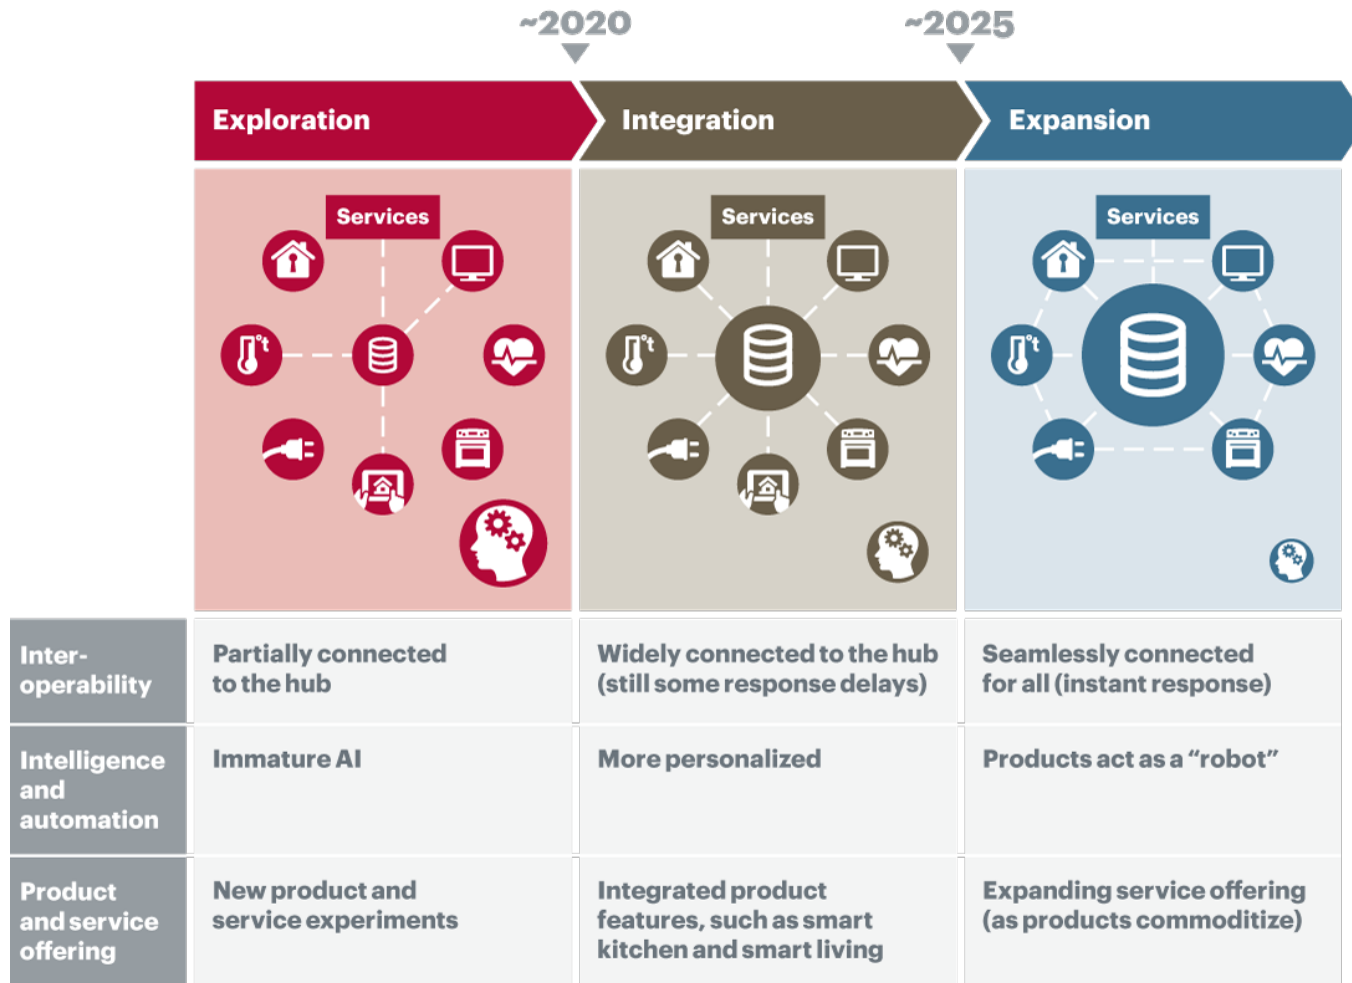 ~2020
~2025
Exploration
Integration
Expansion
Services
Services
Services
°t
°t
°t
Inter-
operability
Partially connected
to the hub
Widely connected to the hub
(still some response delays)
Seamlessly connected
for all (instant response)
Intelligence
and
automation
Immature AI
More personalized
Products act as a “robot”
Product
and service
offering
New product and
service experiments
Integrated product
features, such as smart
kitchen and smart living
Expanding service offering
(as products commoditize)